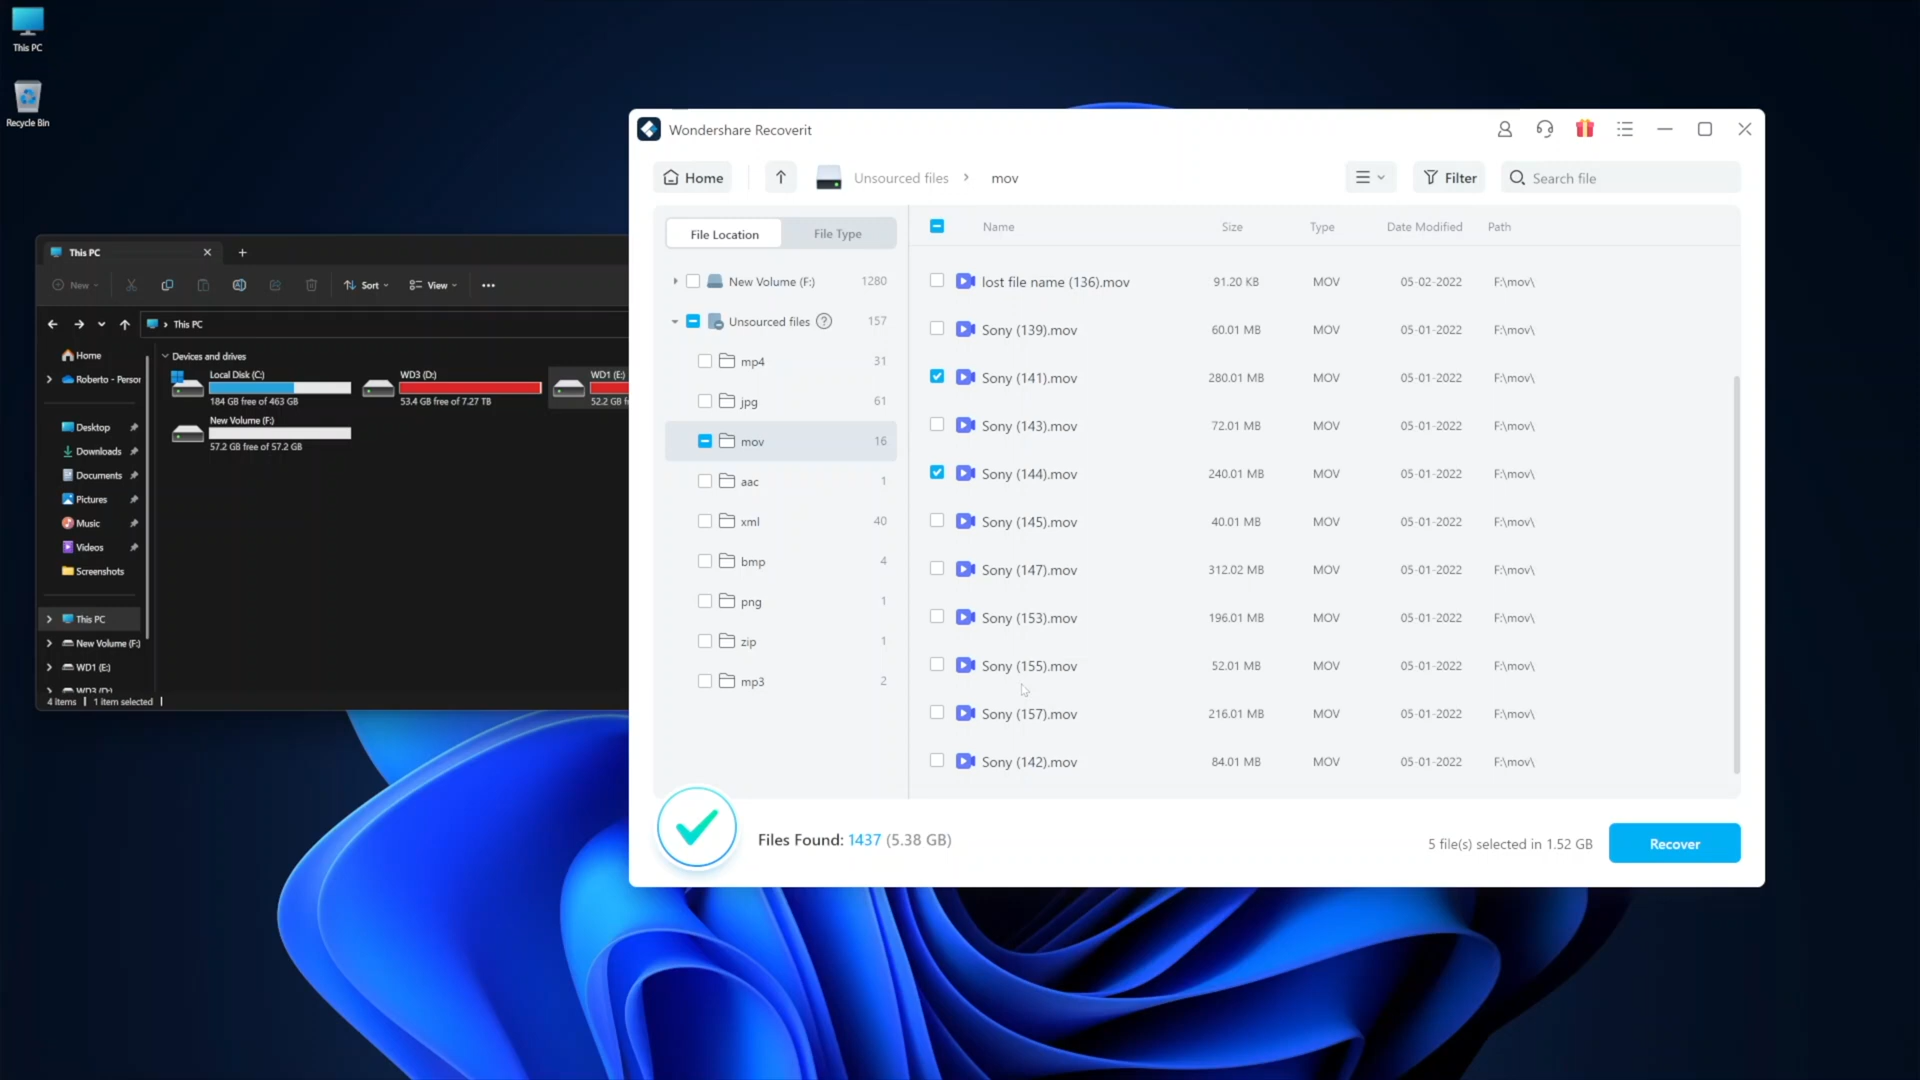 This PC
Recycle Bin
This PC
New
Sort
View
This PC
Home
Roberto - Persor
Desktop
Downloads
Documents
Pictures
Music
Videos
Screenshots
This PC
New Volume (F:)
WD1 (E:)
WD3 (D:)
4 items
1 item selected
Devices and drives
Local Disk (C:)
184 GB free of 463 GB
WD3 (D:)
53.4 GB free of 7.27 TB
WD1 (E:)
52.2 GB f
New Volume (F:)
57.2 GB free of 57.2 GB
Wondershare Recoverit
Home
Unsourced files > mov
Filter
Search file
File Location
File Type
New Volume (F:) 1280
Unsourced files 157
mp4 31
jpg 61
mov 16
aac 1
xml 40
bmp 4
png 1
zip 1
mp3 2
Name Size Type Date Modified Path
lost file name (136).mov 91.20 KB MOV 05-02-2022 F:\mov\
Sony (139).mov 60.01 MB MOV 05-01-2022 F:\mov\
Sony (141).mov 280.01 MB MOV 05-01-2022 F:\mov\
Sony (143).mov 72.01 MB MOV 05-01-2022 F:\mov\
Sony (144).mov 240.01 MB MOV 05-01-2022 F:\mov\
Sony (145).mov 40.01 MB MOV 05-01-2022 F:\mov\
Sony (147).mov 312.02 MB MOV 05-01-2022 F:\mov\
Sony (153).mov 196.01 MB MOV 05-01-2022 F:\mov\
Sony (155).mov 52.01 MB MOV 05-01-2022 F:\mov\
Sony (157).mov 216.01 MB MOV 05-01-2022 F:\mov\
Sony (142).mov 84.01 MB MOV 05-01-2022 F:\mov\
Files Found: 1437 (5.38 GB)
5 file(s) selected in 1.52 GB
Recover